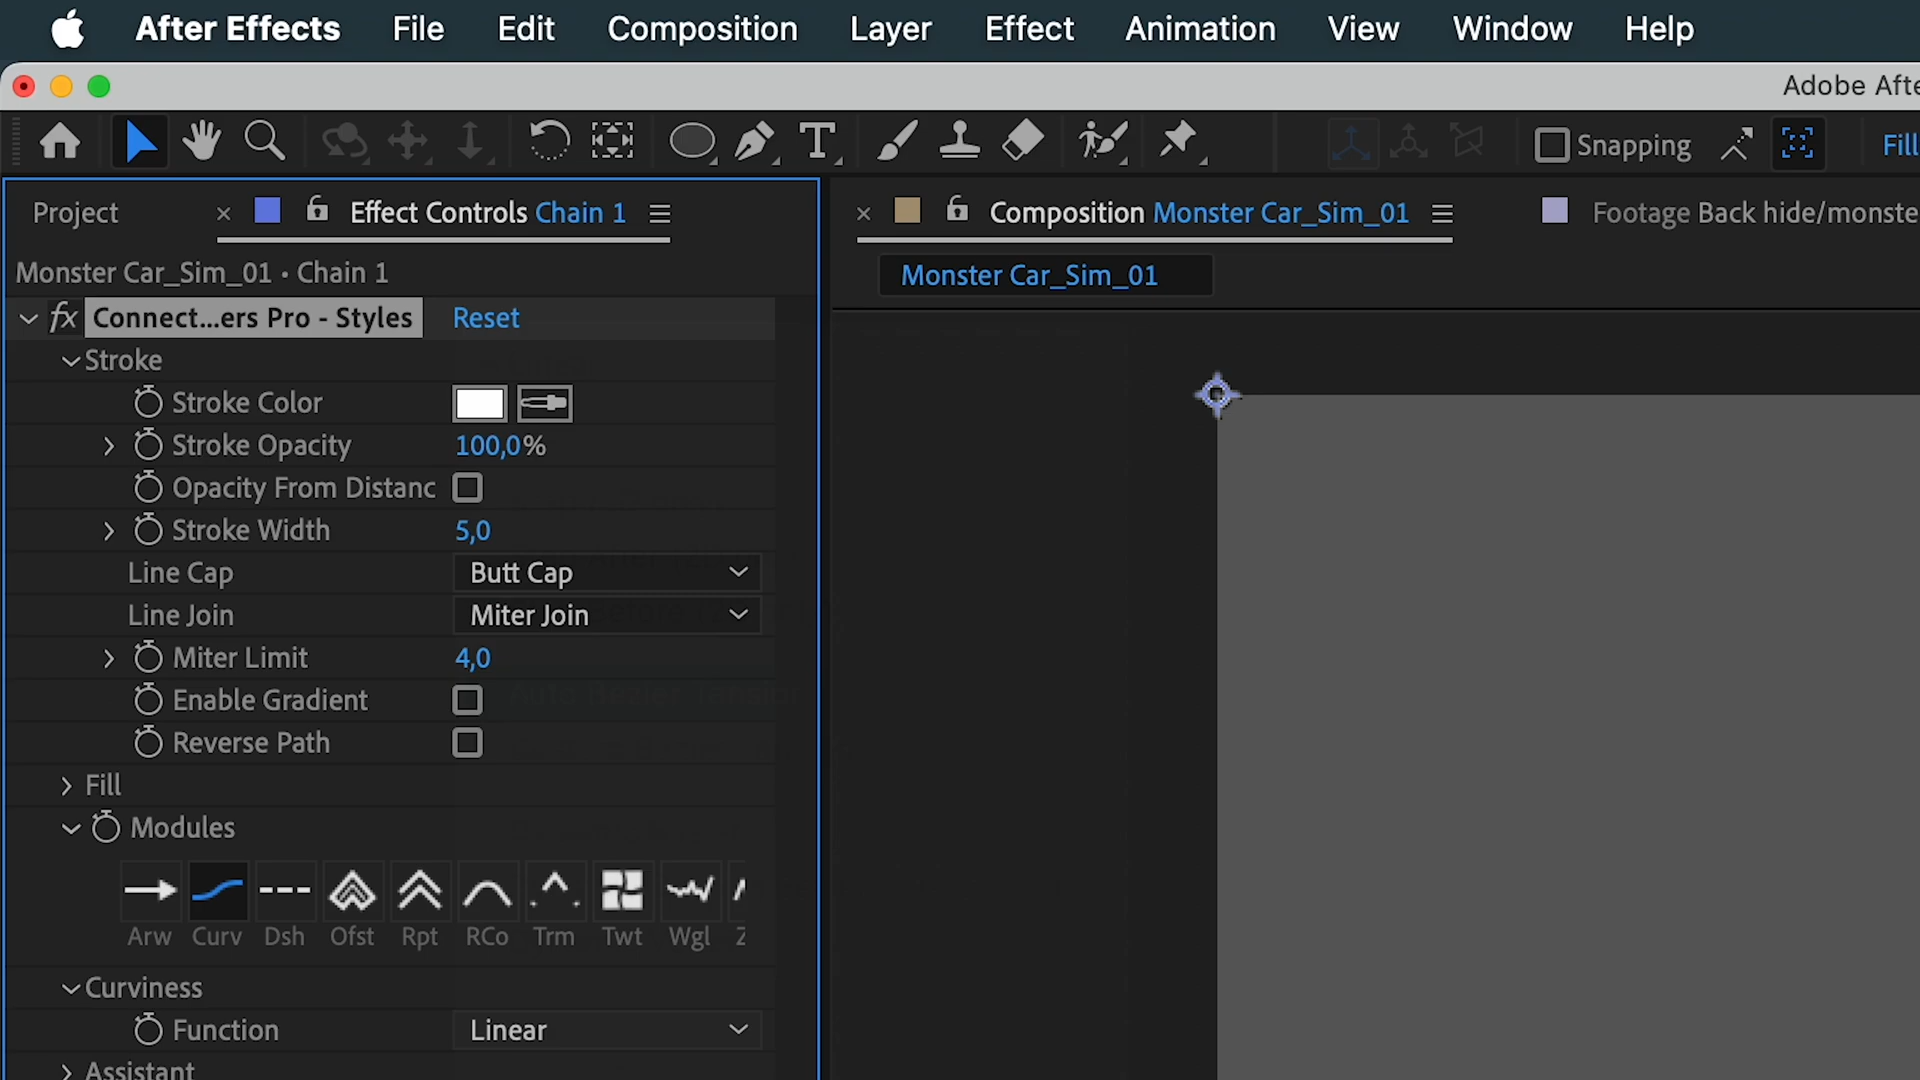 After Effects File Edit Composition Layer Effect Animation View Window Help
Adobe Afte
T Snapping Fill
Project × Effect Controls Chain 1 × Composition Monster Car_Sim_01 Footage Back hide/monste
Monster Car_Sim_01 • Chain 1
Monster Car_Sim_01
fx Connect...ers Pro - Styles Reset
Stroke
Stroke Color
Stroke Opacity 100,0%
Opacity From Distanc
Stroke Width 5,0
Line Cap Butt Cap
Line Join Miter Join
Miter Limit 4,0
Enable Gradient
Reverse Path
Fill
Modules
Arw Curv Dsh Ofst Rpt RCo Trm Twt Wgl Z
Curviness
Function Linear
Assistant